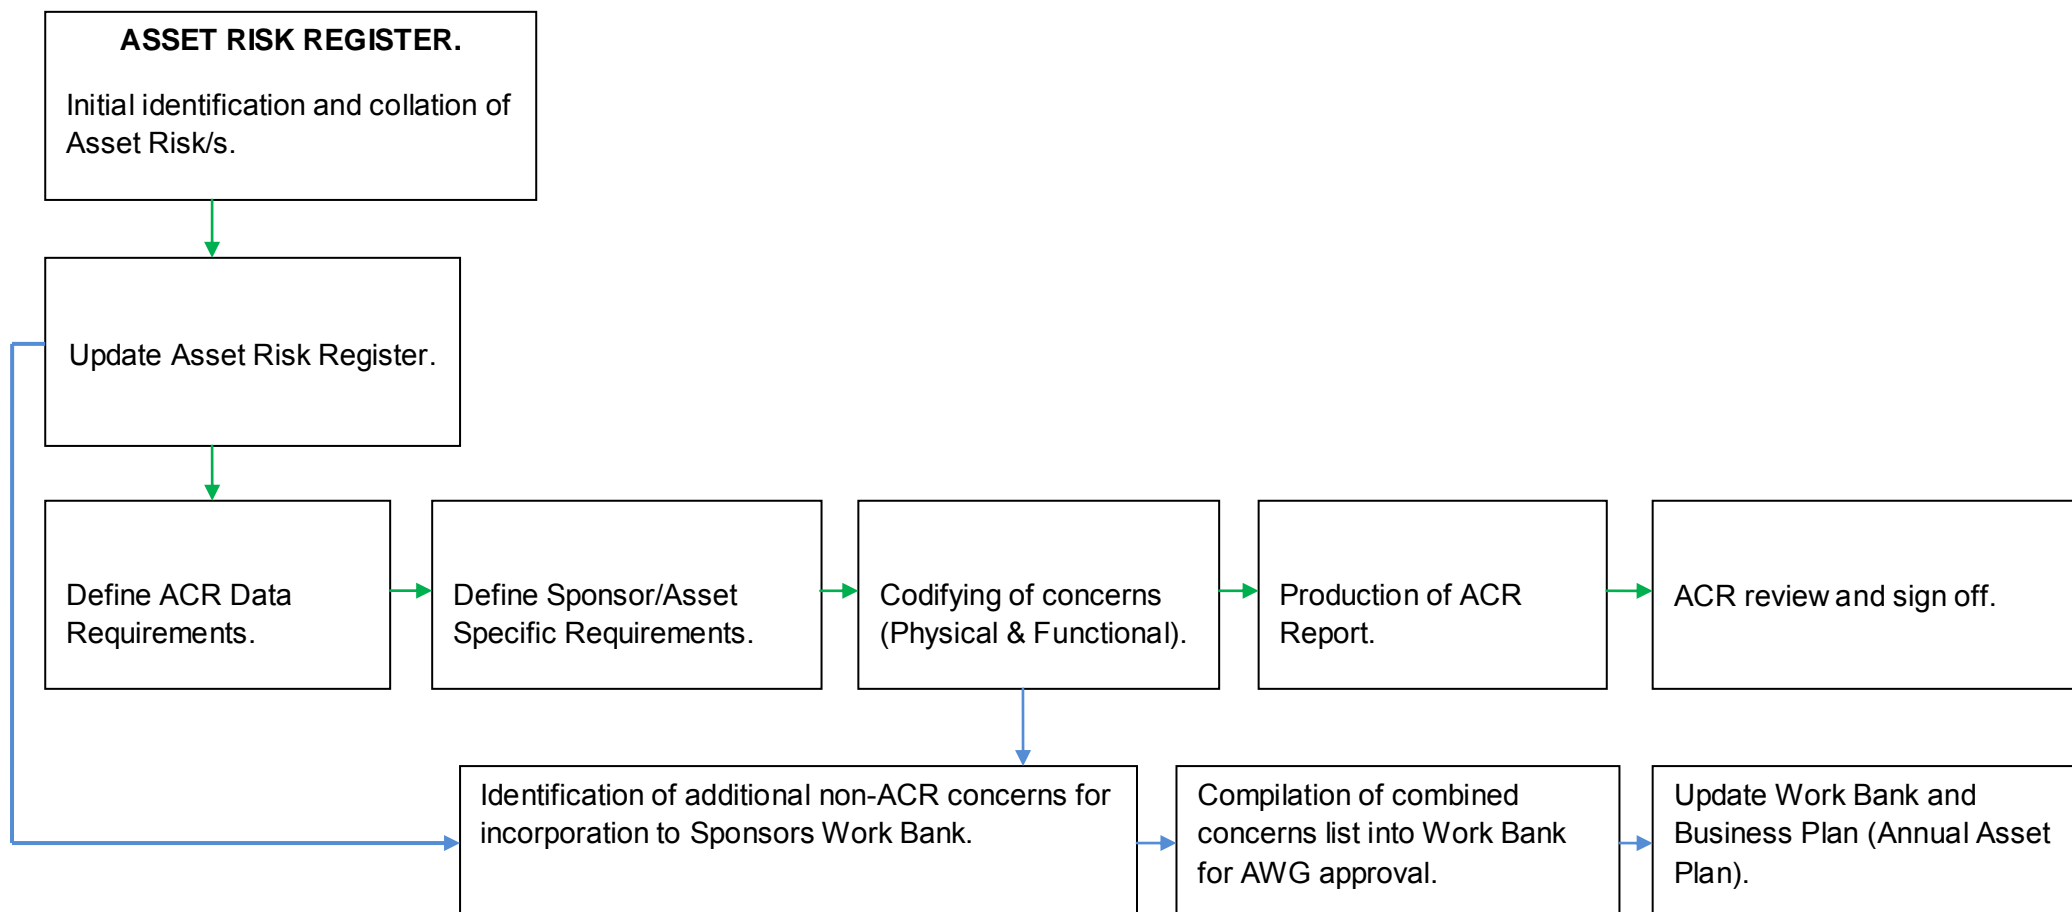 ASSET RISK REGISTER.
Initial identification and collation of
Asset Risk/s.
Update Asset Risk Register.
Define ACR Data
Requirements.
Define Sponsor/Asset
Specific Requirements.
Codifying of concerns
(Physical & Functional).
Production of ACR
Report.
ACR review and sign off.
Identification of additional non-ACR concerns for
incorporation to Sponsors Work Bank.
Compilation of combined
concerns list into Work Bank
for AWG approval.
Update Work Bank and
Business Plan (Annual Asset
Plan).